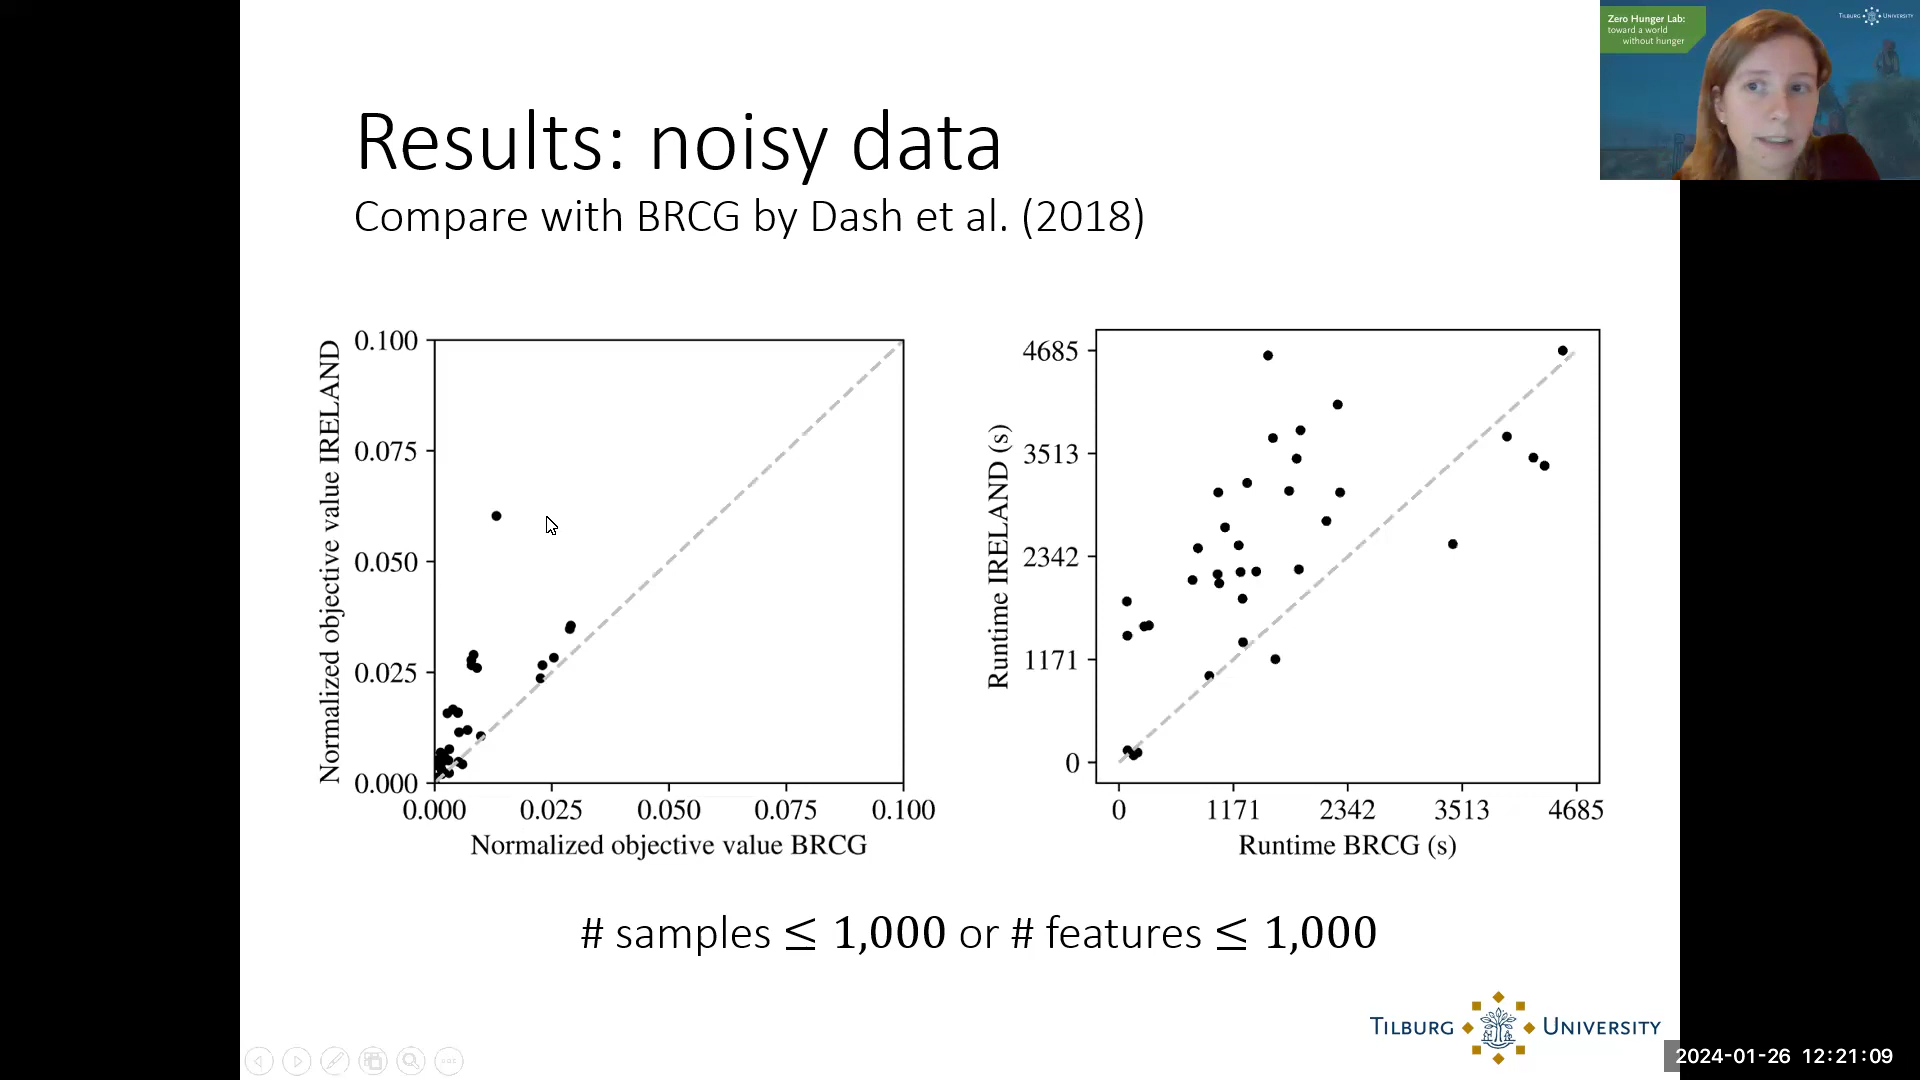 Zero Hunger Lab:
toward a world
without hunger
TILBURG UNIVERSITY
Results: noisy data
Compare with BRCG by Dash et al. (2018)
Normalized objective value IRELAND
0.100
0.075
0.050
0.025
0.000
0.000 0.025 0.050 0.075 0.100
Normalized objective value BRCG
Runtime IRELAND (s)
4685
3513
2342
1171
0
0 1171 2342 3513 4685
Runtime BRCG (s)
# samples ≤ 1,000 or # features ≤ 1,000
TILBURG UNIVERSITY
2024-01-26 12:21:09